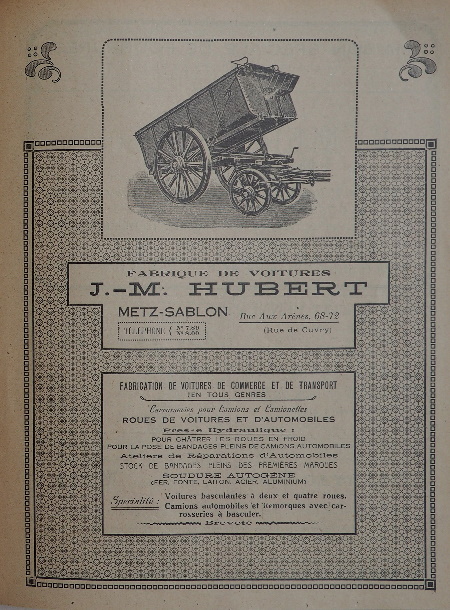 FABRIQUE DE VOITURES
J.-M. HUBERT
METZ-SABLON Rue Aux Arènes, 68-72
TÉLÉPHONE (Rue de Cuvry)
FABRICATION DE VOITURES DE COMMERCE ET DE TRANSPORT
EN TOUS GENRES
Carrosseries pour Camions et Camionettes
ROUES DE VOITURES ET D'AUTOMOBILES
Presse Hydraulique :
POUR CHÂTRER LES ROUES EN FROID
POUR LA POSE DE BANDAGES PLEINS DE CAMIONS AUTOMOBILES
Ateliers de Réparations d'Automobiles
STOCK DE BANDAGES PLEINS DES PREMIÈRES MARQUES
SOUDURE AUTOGÈNE
(FER, FONTE, LAITON, ACIER, ALUMINIUM)
Spécialité : Voitures basculantes à deux et quatre roues.
Camions automobiles et Remorques avec car-
rosseries à basculer.
Breveté